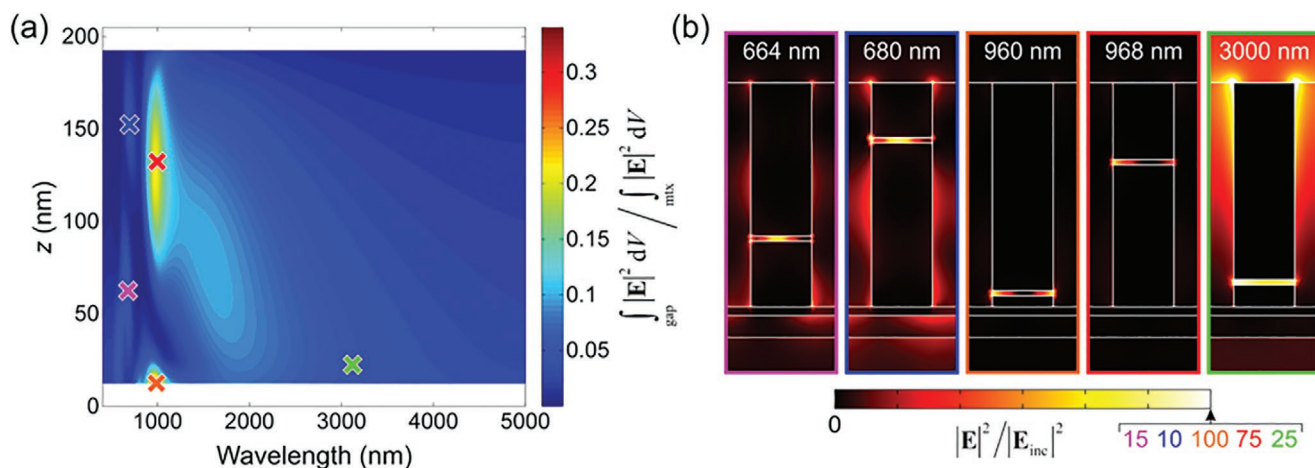 (a)
200
150
100
50
0
z (nm)
1000 2000 3000 4000 5000
Wavelength (nm)
0.3
0.25
0.2
0.15
0.1
0.05
∫gap |E|² dV / ∫mtx |E|² dV
(b)
664 nm 680 nm 960 nm 968 nm 3000 nm
0
|E|²/|Einc|²
15 10 100 75 25